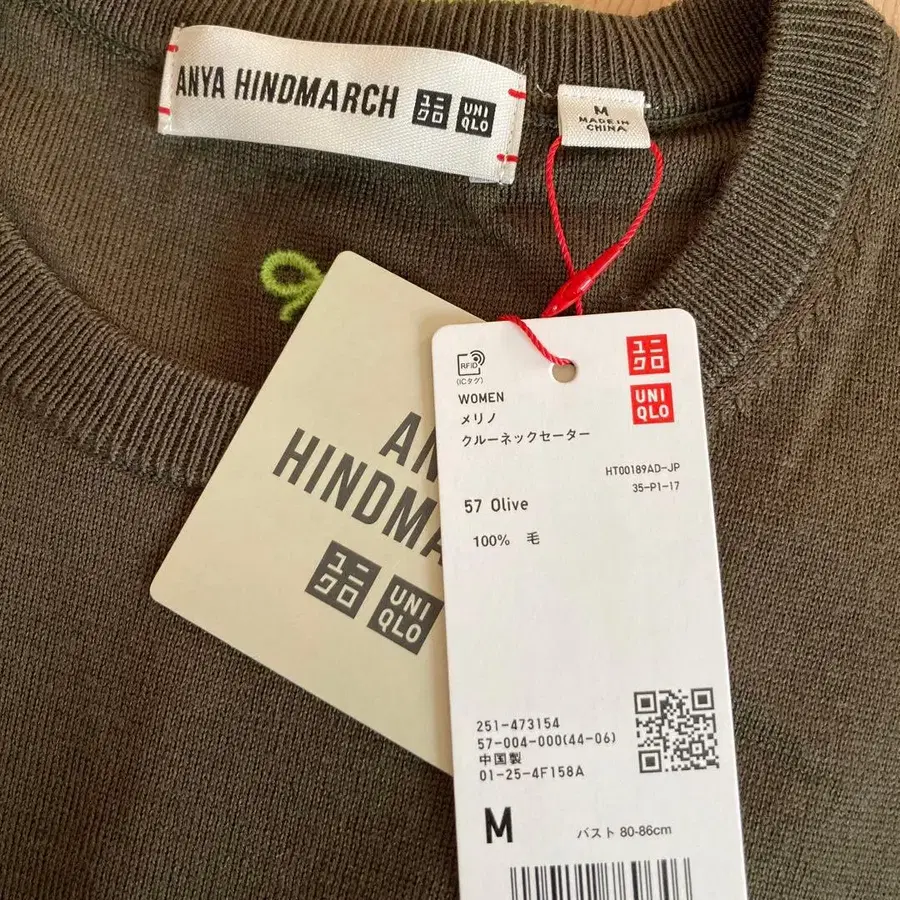 ANYA HINDMARCH
ユニ
クロ
UNI
QLO
M
MADE IN
CHINA
HINDMA
ユニ
クロ
UNI
QLO
RFID
(ICタグ)
ユニ
クロ
UNI
QLO
WOMEN
メリノ
クルーネックセーター
HT00189AD-JP
35-P1-17
57 Olive
100% 毛
251-473154
57-004-000(44-06)
中国製
01-25-4F158A
M
バスト 80-86cm